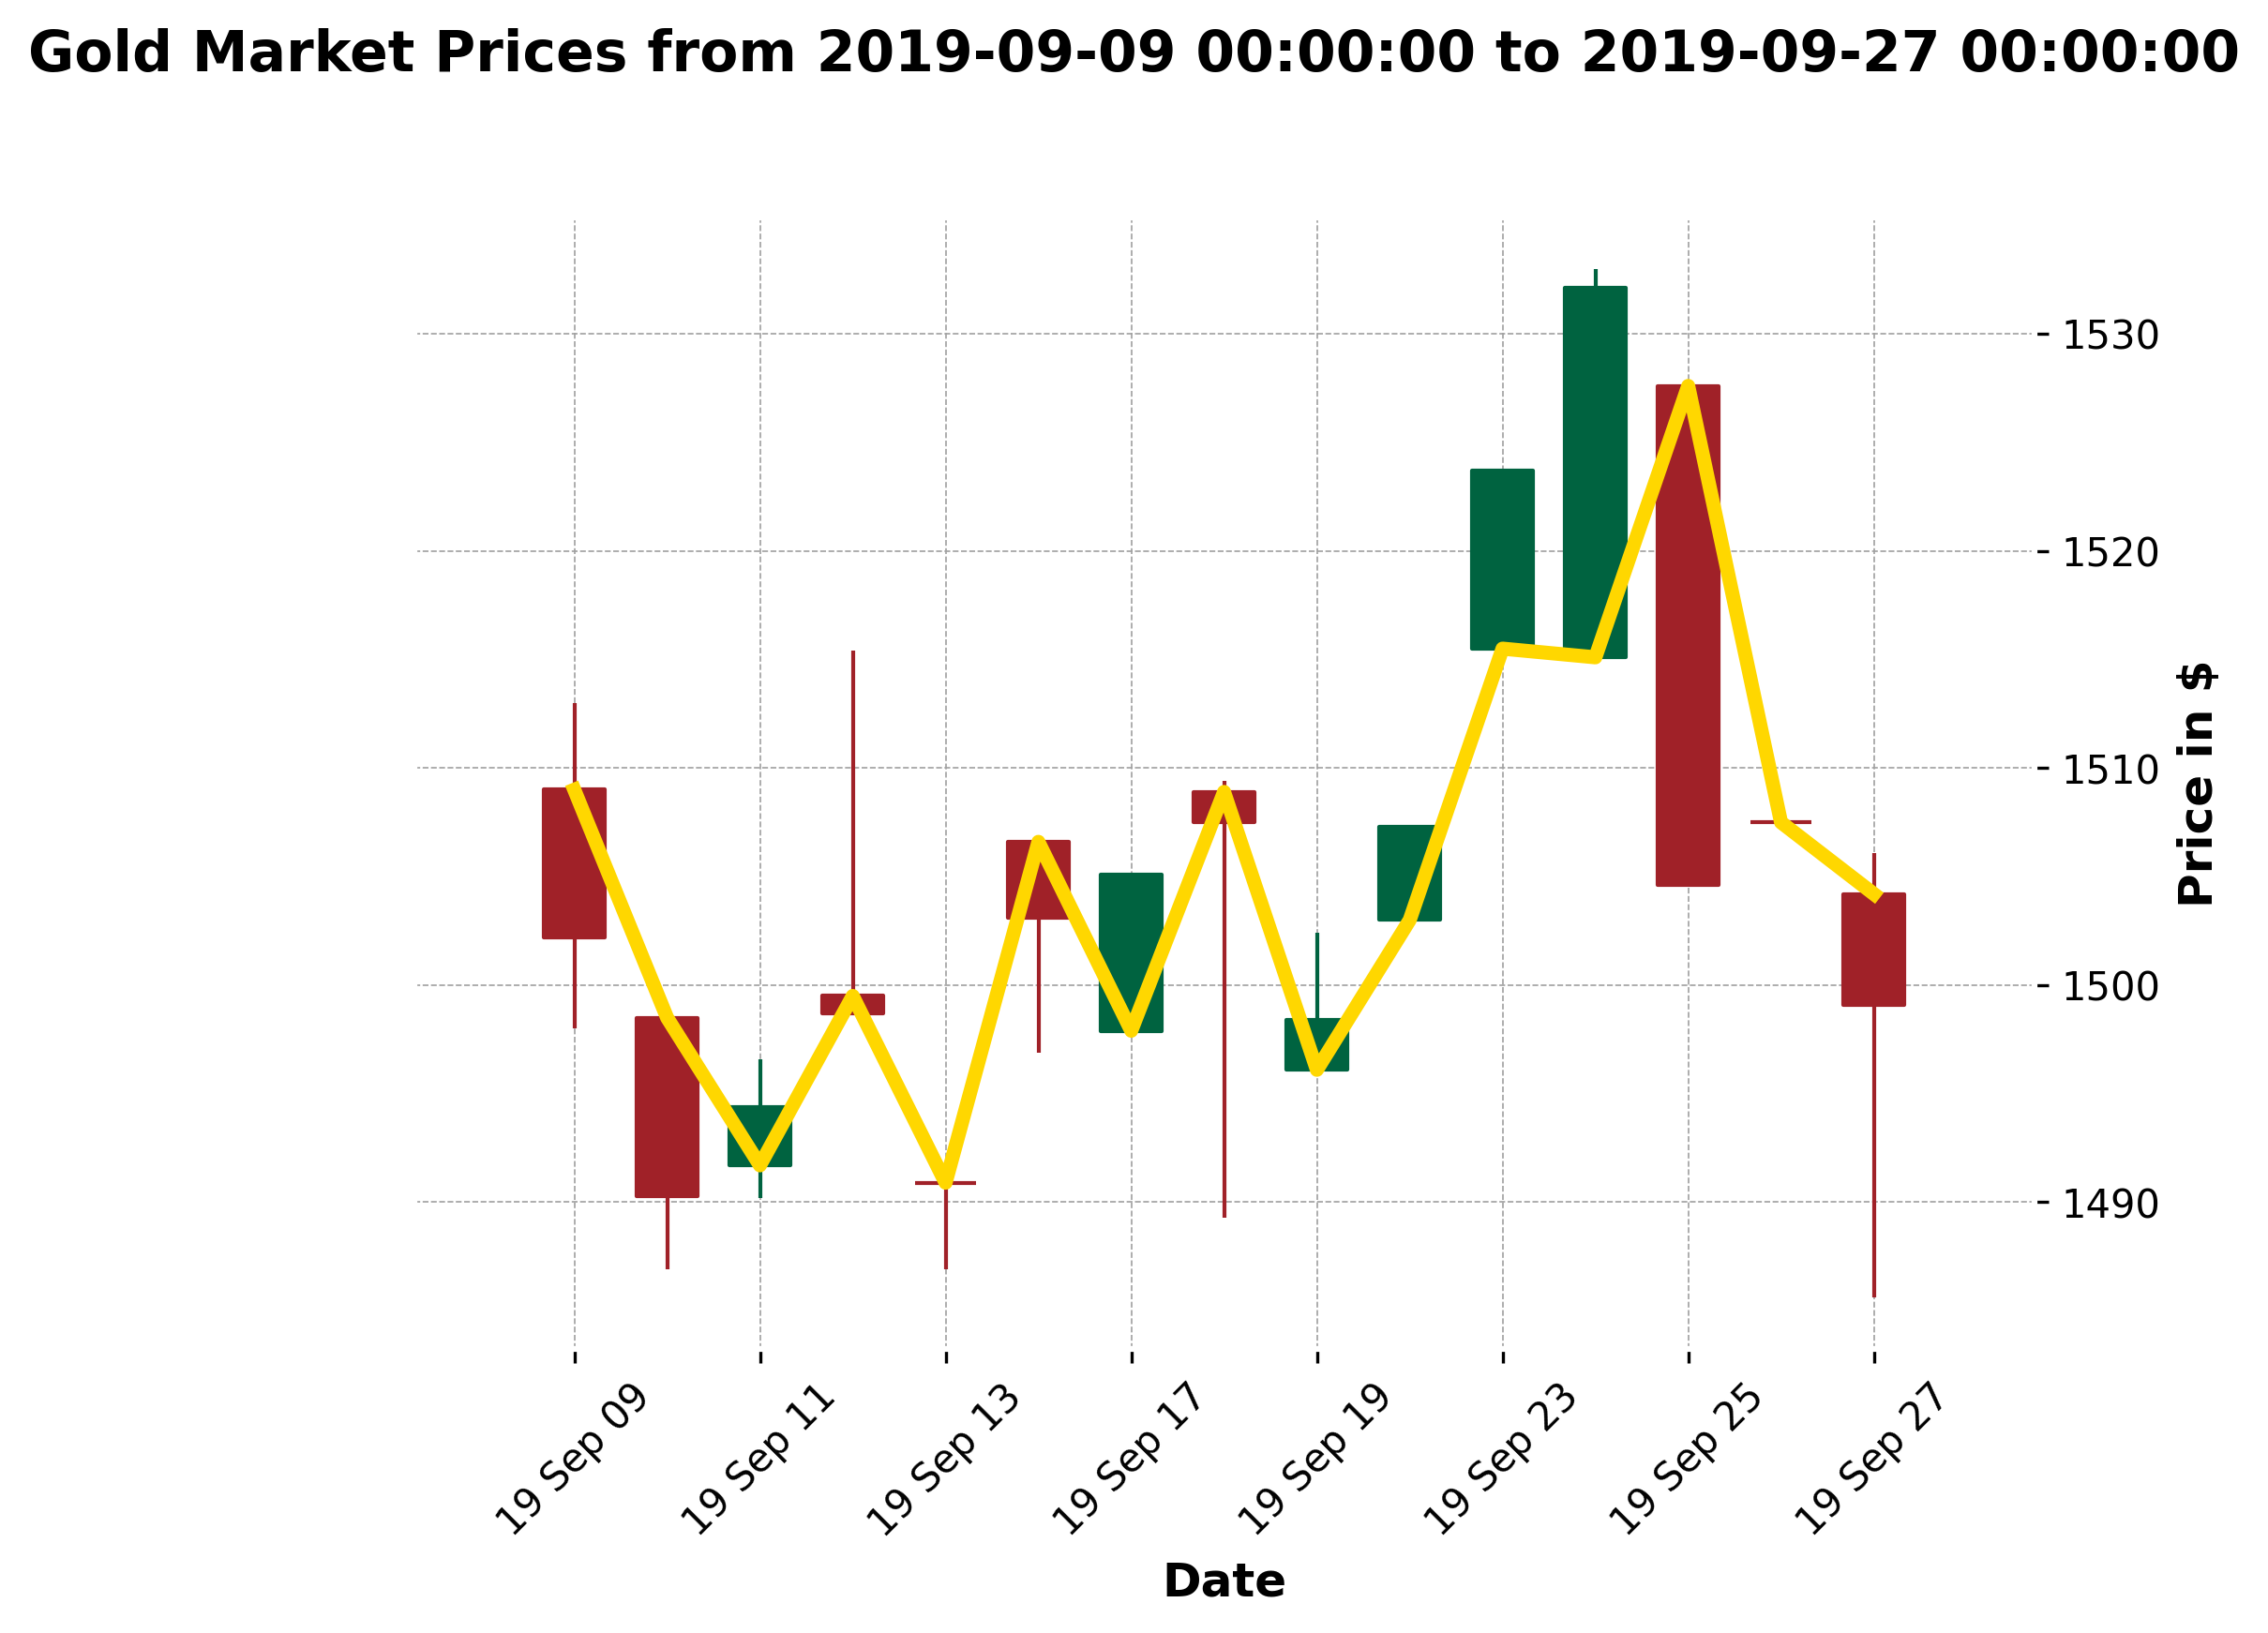 Gold Market Prices from 2019-09-09 00:00:00 to 2019-09-27 00:00:00
1530
1520
1510
1500
1490
Price in $
19 Sep 09
19 Sep 11
19 Sep 13
19 Sep 17
19 Sep 19
19 Sep 23
19 Sep 25
19 Sep 27
Date